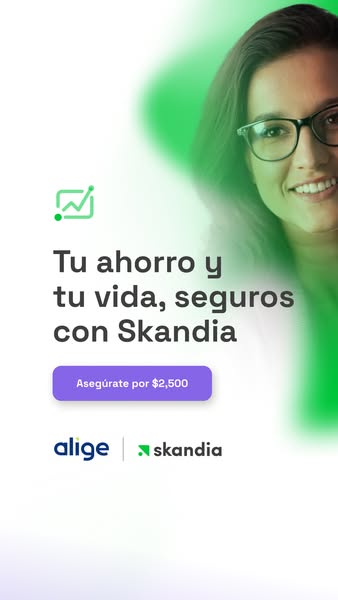 Tu ahorro y
tu vida, seguros
con Skandia
Asegúrate por $2,500
alige | skandia